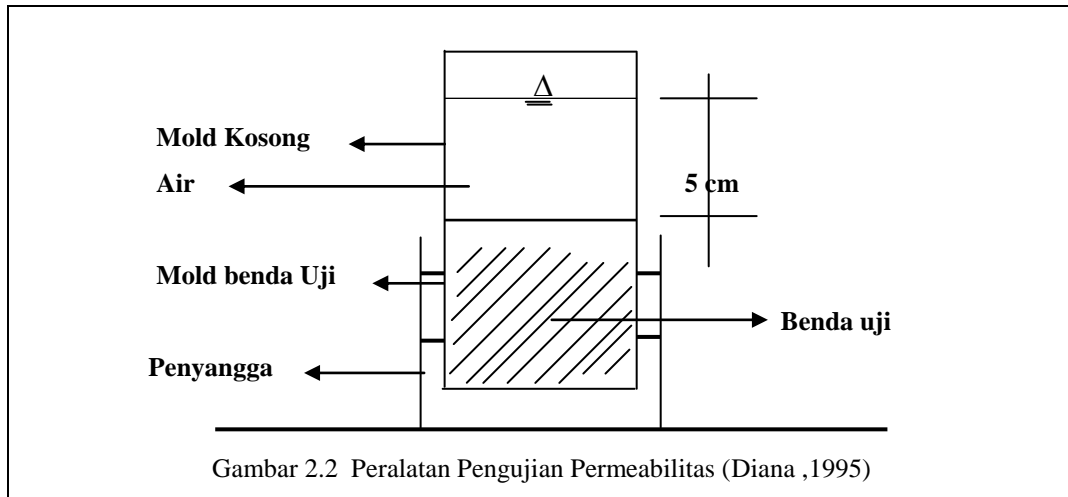 Δ
Mold Kosong
Air
5 cm
Mold benda Uji
Benda uji
Penyangga
Gambar 2.2 Peralatan Pengujian Permeabilitas (Diana ,1995)